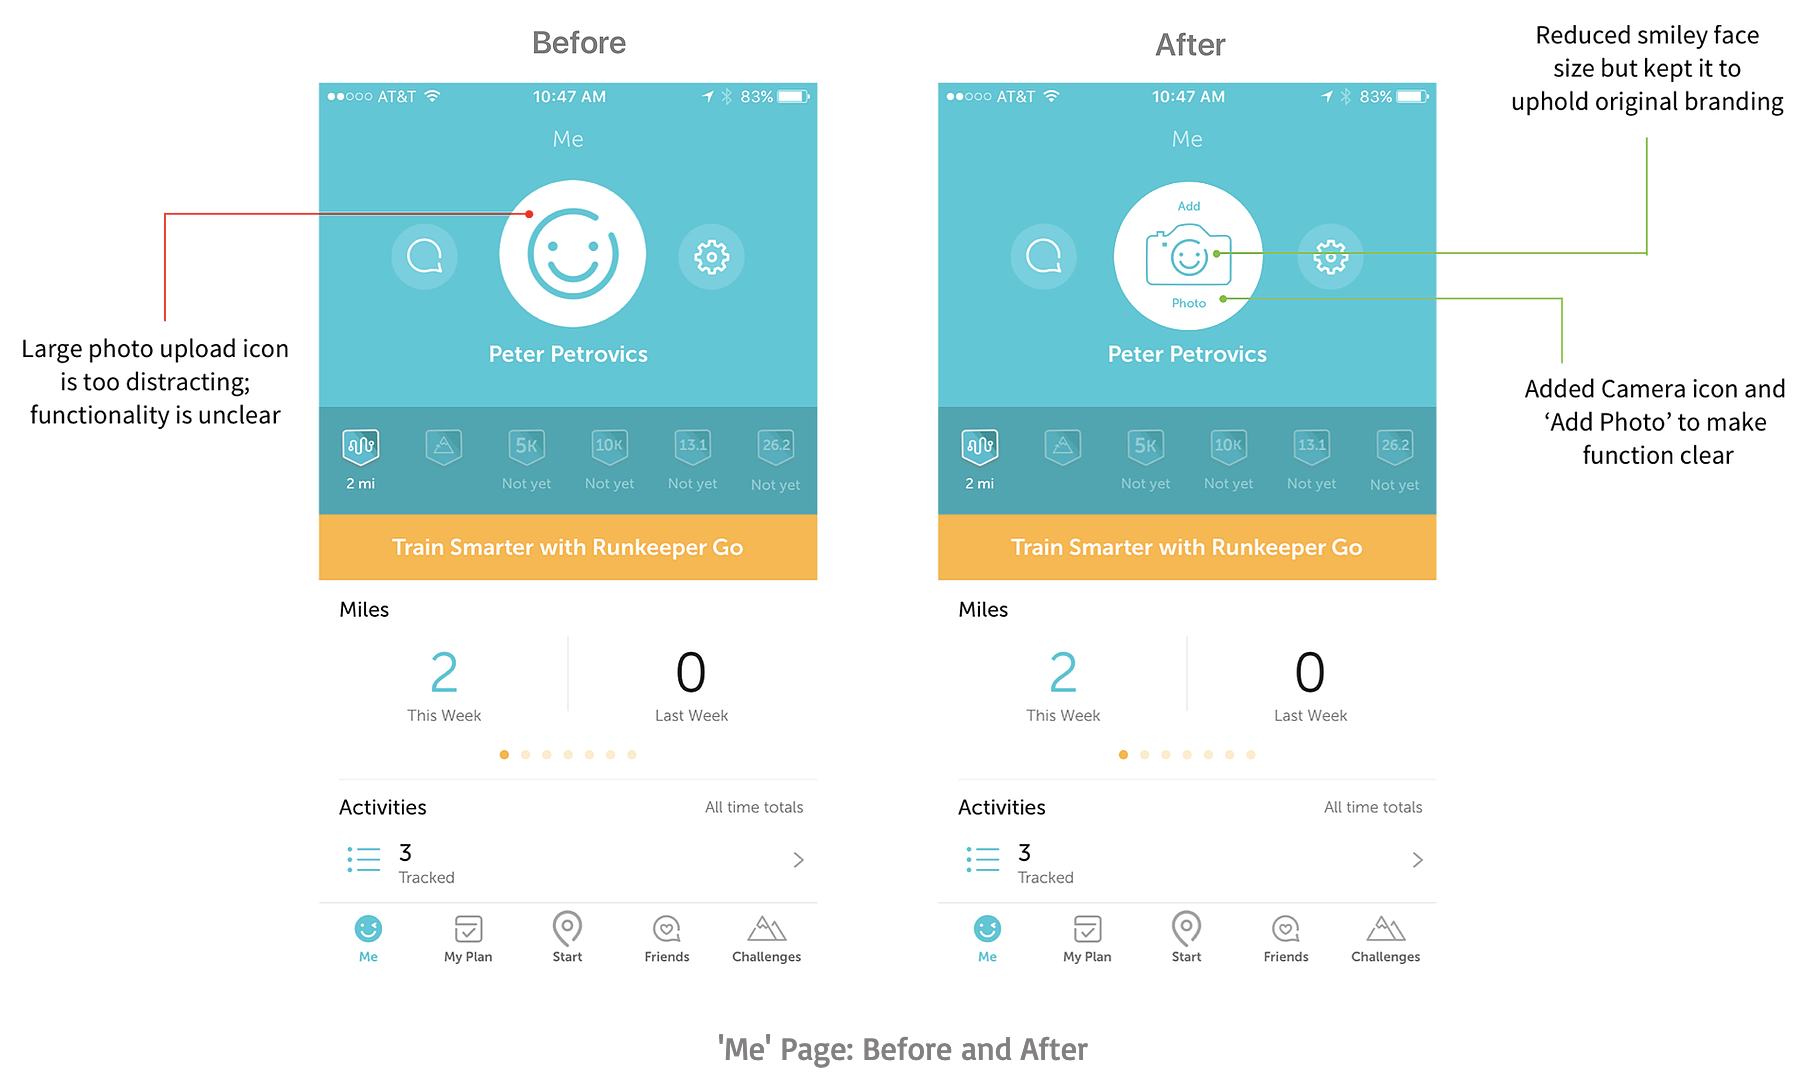 Before
After
Reduced smiley face
size but kept it to
uphold original branding
AT&T 10:47 AM 83%
Me
Peter Petrovics
Large photo upload icon
is too distracting;
functionality is unclear
5K 10K 13.1 26.2
2 mi Not yet Not yet Not yet Not yet
Train Smarter with Runkeeper Go
Miles
2 0
This Week Last Week
Activities All time totals
3
Tracked
Me My Plan Start Friends Challenges
AT&T 10:47 AM 83%
Me
Add
Photo
Peter Petrovics
Added Camera icon and
‘Add Photo’ to make
function clear
5K 10K 13.1 26.2
2 mi Not yet Not yet Not yet Not yet
Train Smarter with Runkeeper Go
Miles
2 0
This Week Last Week
Activities All time totals
3
Tracked
Me My Plan Start Friends Challenges
'Me' Page: Before and After